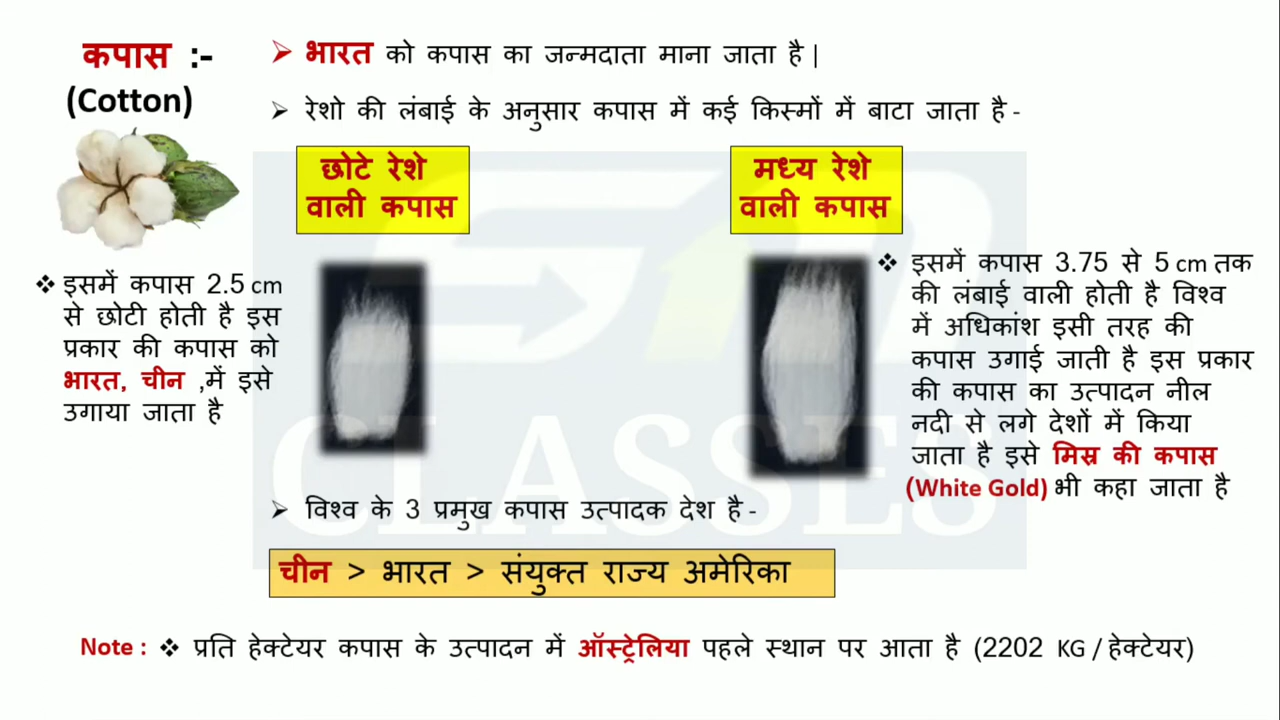 कपास :-
(Cotton)
➢ भारत को कपास का जन्मदाता माना जाता है |
➢ रेशो की लंबाई के अनुसार कपास में कई किस्मों में बाटा जाता है -
छोटे रेशे
वाली कपास
मध्य रेशे
वाली कपास
❖ इसमें कपास 2.5 cm
से छोटी होती है इस
प्रकार की कपास को
भारत, चीन ,में इसे
उगाया जाता है
❖ इसमें कपास 3.75 से 5 cm तक
की लंबाई वाली होती है विश्व
में अधिकांश इसी तरह की
कपास उगाई जाती है इस प्रकार
की कपास का उत्पादन नील
नदी से लगे देशों में किया
जाता है इसे मिस्र की कपास
(White Gold) भी कहा जाता है
CLASSES
➢ विश्व के 3 प्रमुख कपास उत्पादक देश है -
चीन > भारत > संयुक्त राज्य अमेरिका
Note : ❖ प्रति हेक्टेयर कपास के उत्पादन में ऑस्ट्रेलिया पहले स्थान पर आता है (2202 KG / हेक्टेयर)